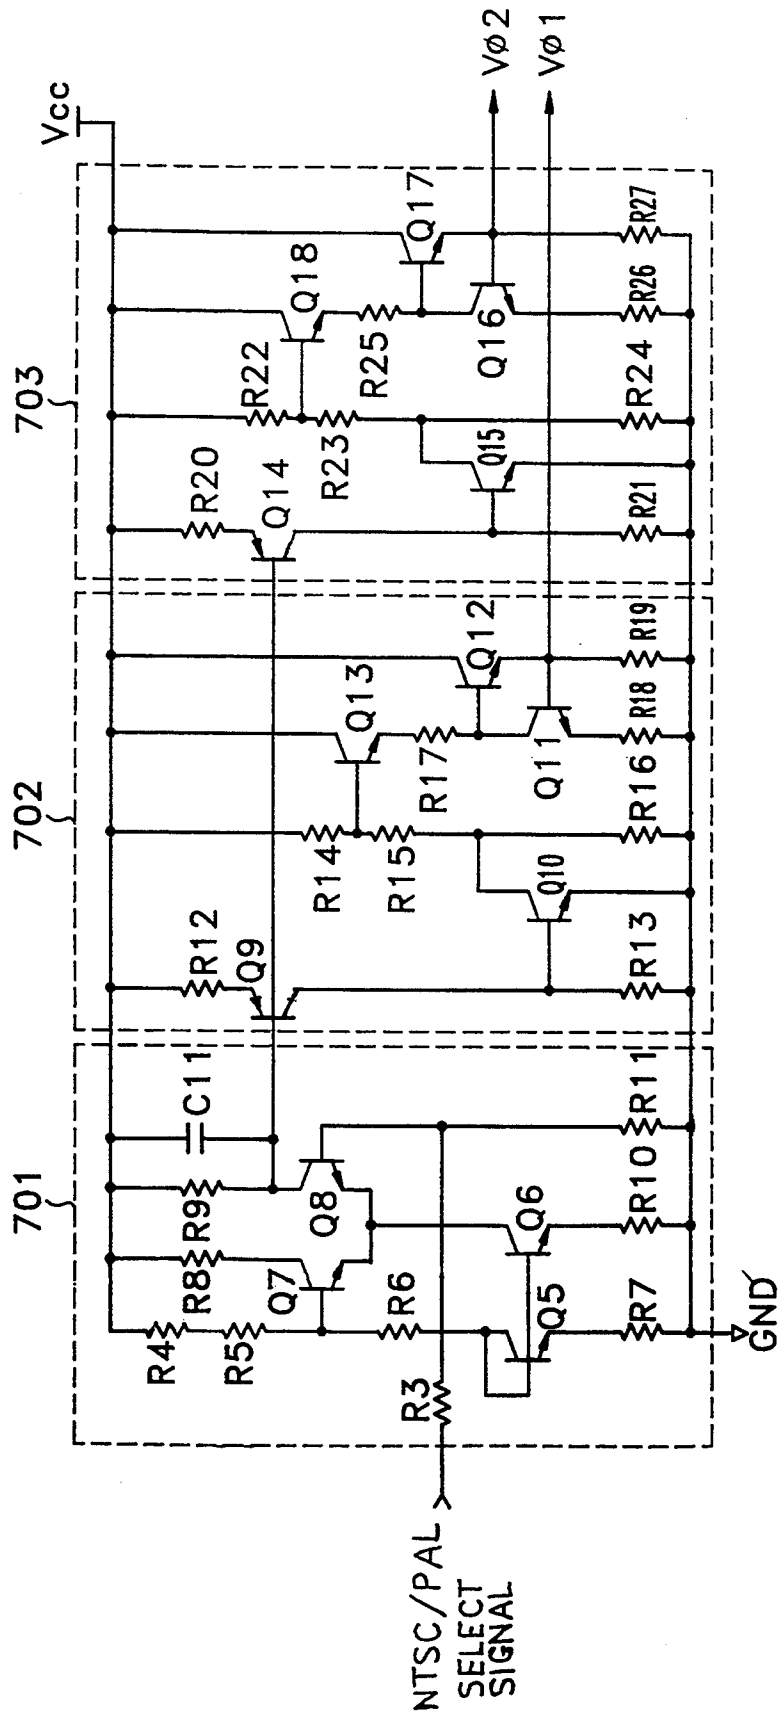 701
702
703
Vcc
R4
R5
R8
R9
C11
Q7
Q8
R6
R3
Q5
Q6
R7
R10
R11
NTSC/PAL
SELECT
SIGNAL
GND
R12
Q9
R14
R15
Q13
R17
Q12
Q10
Q11
R13
R16
R18
R19
R20
Q14
R22
R23
Q18
R25
Q17
Q15
Q16
R21
R24
R26
R27
Vø2
Vø1